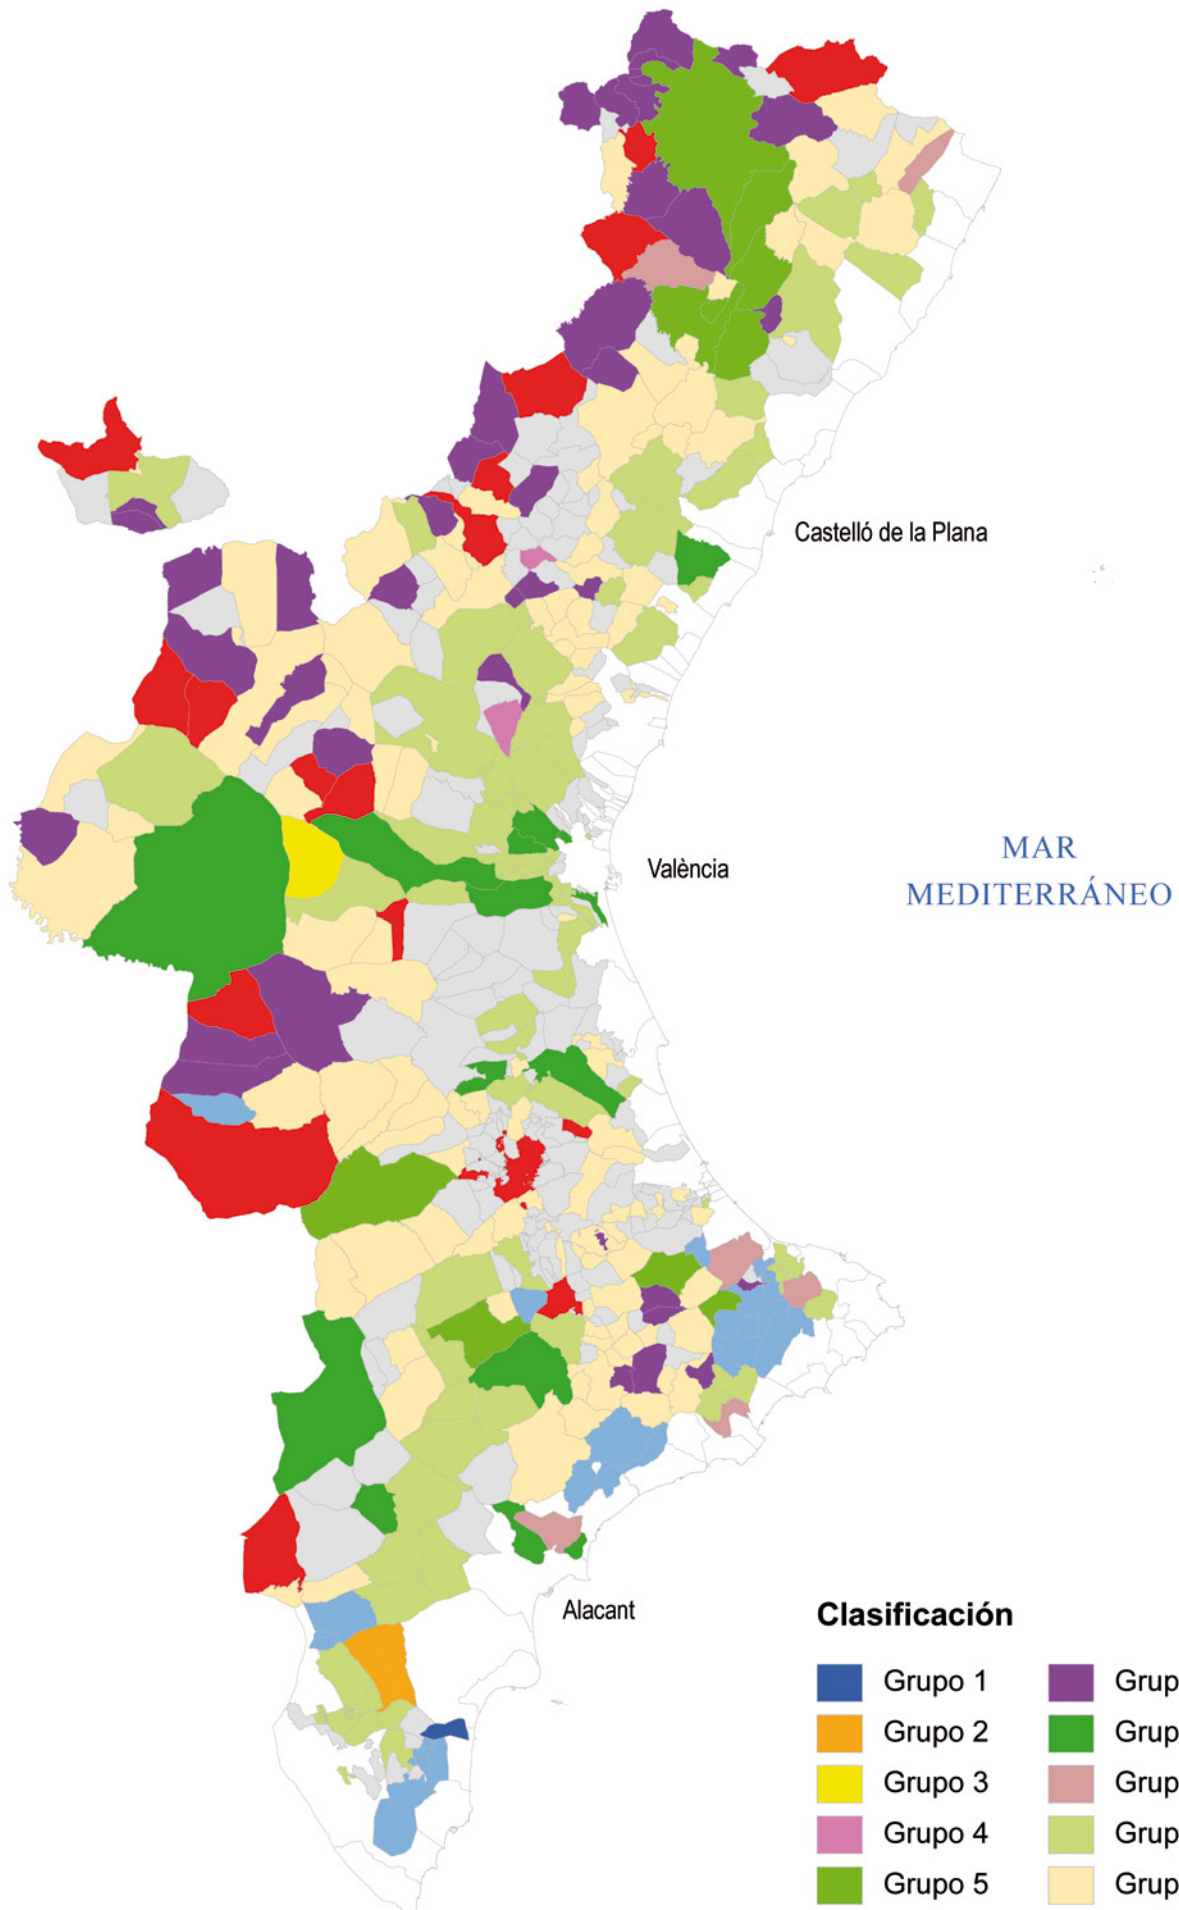 Castelló de la Plana
MAR
MEDITERRÁNEO
València
Alacant
Clasificación
Grupo 1
Grupo 2
Grupo 3
Grupo 4
Grupo 5
Grup
Grup
Grup
Grup
Grup